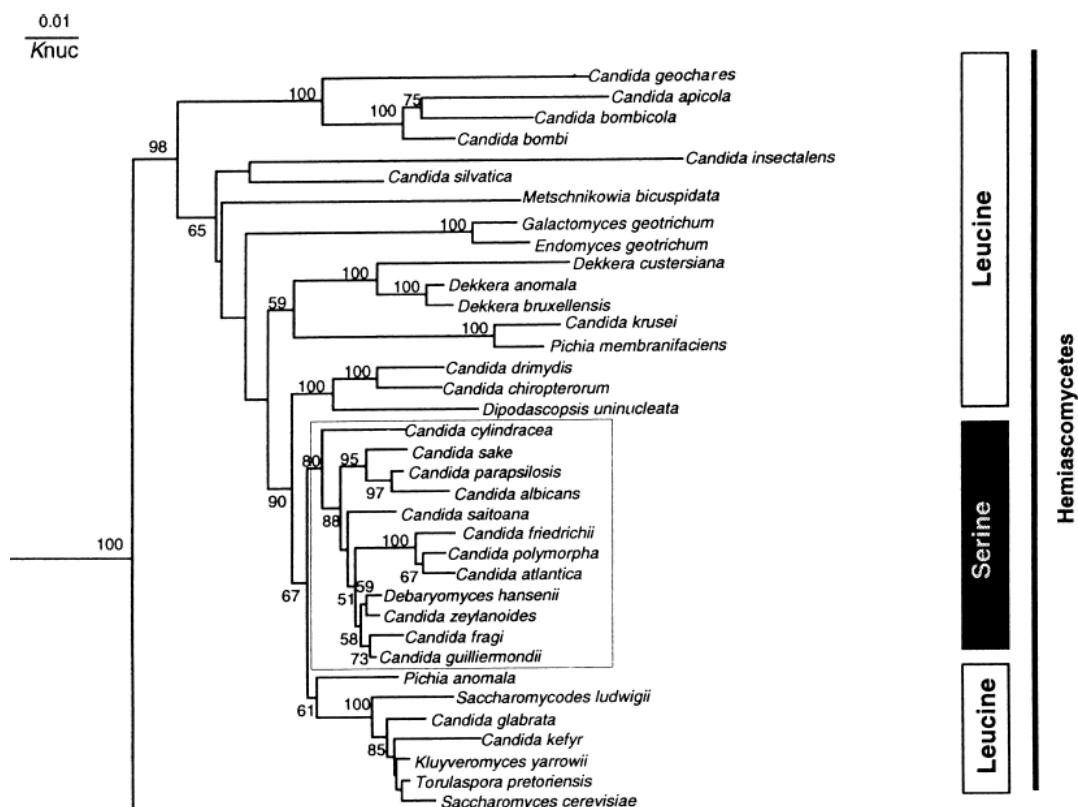 0.01
Knuc
Candida geochares
100
75
Candida apicola
100
Candida bombicola
Candida bombi
98
Candida insectalens
Candida silvatica
Metschnikowia bicuspidata
65
100
Galactomyces geotrichum
Endomyces geotrichum
Dekkera custersiana
100
100
Dekkera anomala
Dekkera bruxellensis
59
Candida krusei
100
Pichia membranifaciens
Candida drimydis
100
100
Candida chiropterorum
Dipodascopsis uninucleata
Candida cylindracea
80
95
Candida sake
Candida parapsilosis
97
Candida albicans
90
88
Candida saitoana
Candida friedrichii
100
100
Candida polymorpha
67
Candida atlantica
59
67
51
Debaryomyces hansenii
Candida zeylanoides
58
Candida fragi
73
Candida guilliermondii
Pichia anomala
61
100
Saccharomycodes ludwigii
Candida glabrata
85
Candida kefyr
Kluyveromyces yarrowii
Torulaspora pretoriensis
Saccharomyces cerevisiae
Leucine
Serine
Leucine
Hemiascomycetes